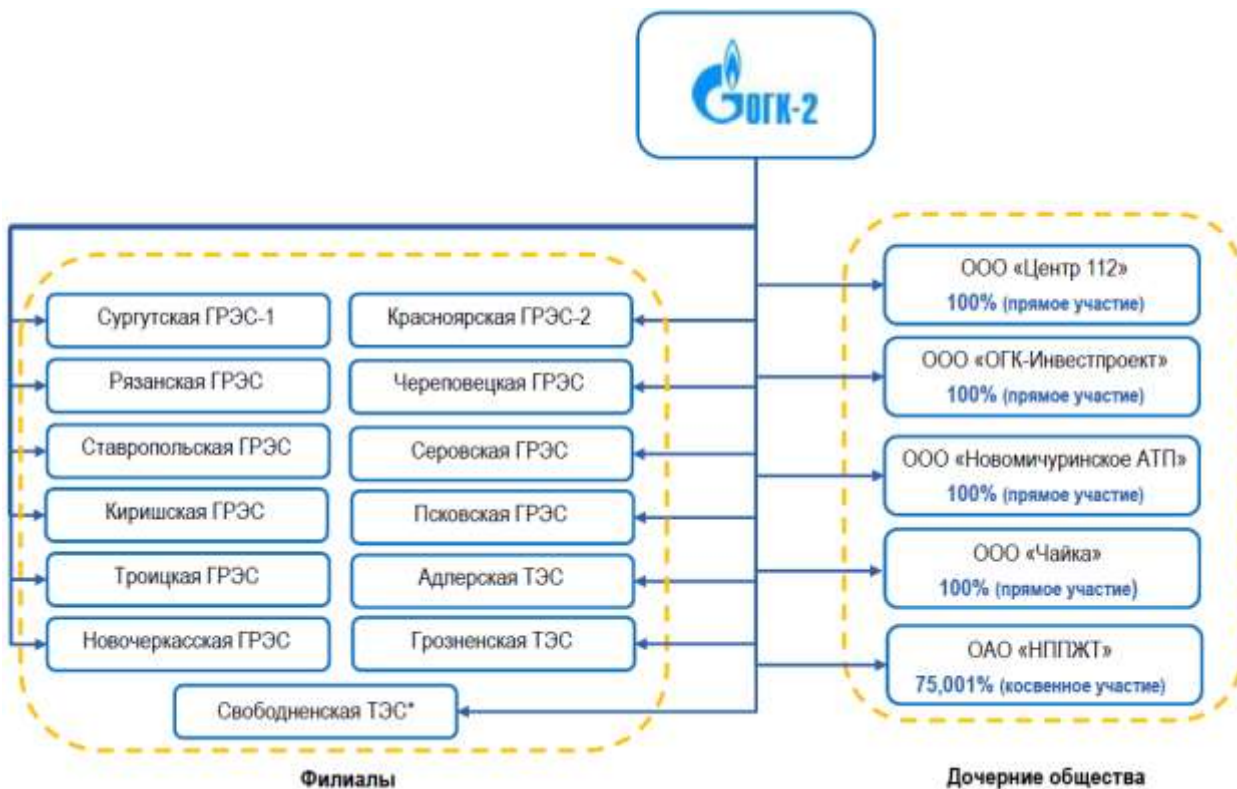 ОГК-2
Сургутская ГРЭС-1
Красноярская ГРЭС-2
Рязанская ГРЭС
Череповецкая ГРЭС
Ставропольская ГРЭС
Серовская ГРЭС
Киришская ГРЭС
Псковская ГРЭС
Троицкая ГРЭС
Адлерская ТЭС
Новочеркасская ГРЭС
Грозненская ТЭС
Свободненская ТЭС*
Филиалы
ООО «Центр 112»
100% (прямое участие)
ООО «ОГК-Инвестпроект»
100% (прямое участие)
ООО «Новомичуринское АТП»
100% (прямое участие)
ООО «Чайка»
100% (прямое участие)
ОАО «НППЖТ»
75,001% (косвенное участие)
Дочерние общества